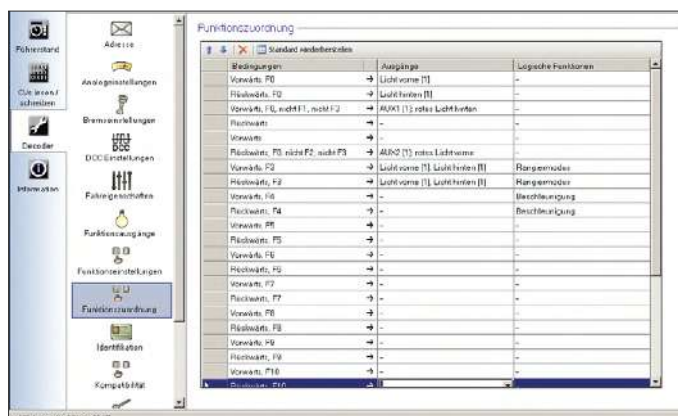 Führerstand
CVs lesen / schreiben
Decoder
Information
Adresse
Analogeinstellungen
Bremseinstellungen
DCC Einstellungen
Fahreigenschaften
Funktionsausgänge
Funktionseinstellungen
Funktionszuordnung
Identifikation
Kompatibilität
Funktionszuordnung
Standard wiederherstellen
Bedingungen Ausgänge Logische Funktionen
Vorwärts, F0 → Licht vorne [1] -
Rückwärts, F0 → Licht hinten [1] -
Vorwärts, F0, nicht F1, nicht F3 → AUX1 [1]: rotes Licht hinten -
Rückwärts → - -
Vorwärts → - -
Rückwärts, F0, nicht F2, nicht F3 → AUX2 [1]: rotes Licht vorne -
Vorwärts, F3 → Licht vorne [1], Licht hinten [1] Rangiermodus
Rückwärts, F3 → Licht vorne [1], Licht hinten [1] Rangiermodus
Vorwärts, F4 → - Beschleunigung
Rückwärts, F4 → - Beschleunigung
Vorwärts, F5 → - -
Rückwärts, F5 → - -
Vorwärts, F6 → - -
Rückwärts, F6 → - -
Vorwärts, F7 → - -
Rückwärts, F7 → - -
Vorwärts, F8 → - -
Rückwärts, F8 → - -
Vorwärts, F9 → - -
Rückwärts, F9 → - -
Vorwärts, F10 → - -
Rückwärts, F10 →